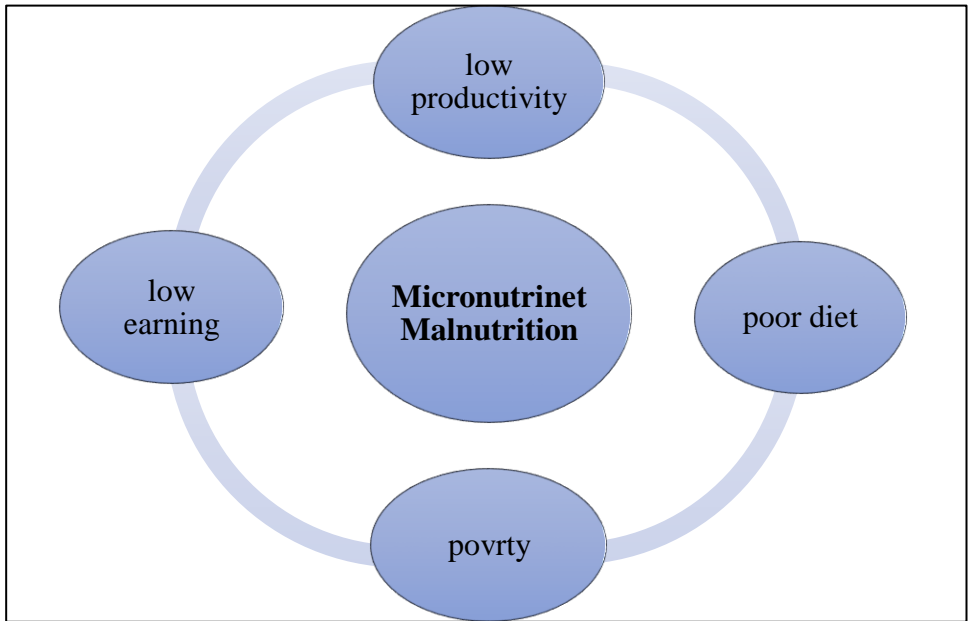 low
productivity
low
earning
Micronutrinet
Malnutrition
poor diet
povrty